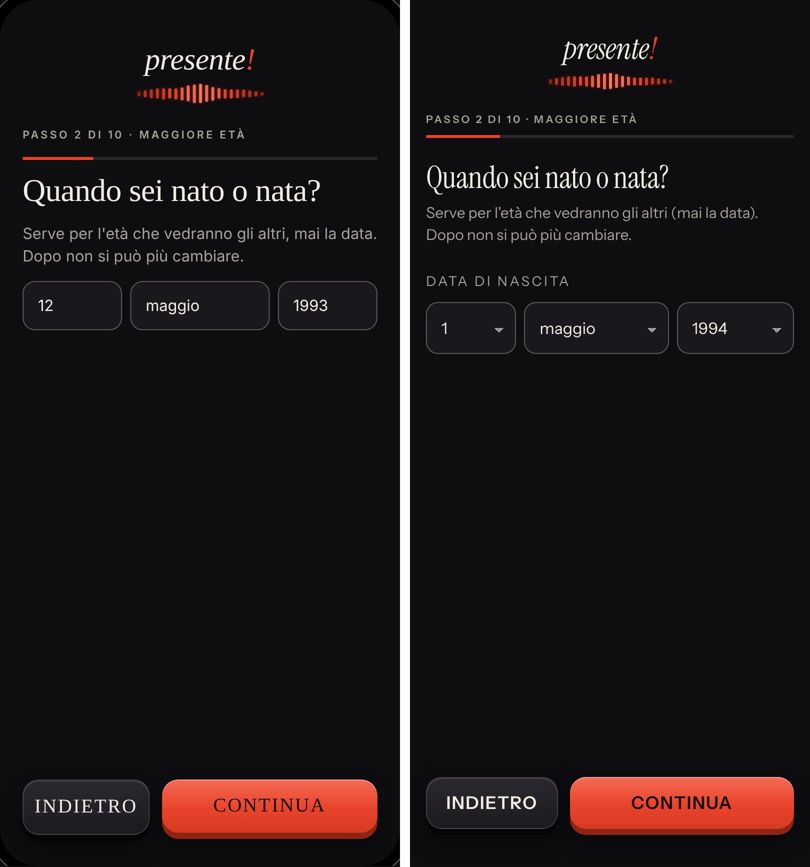 presente!
PASSO 2 DI 10 · MAGGIORE ETÀ
Quando sei nato o nata?
Serve per l'età che vedranno gli altri, mai la data.
Dopo non si può più cambiare.
12
maggio
1993
INDIETRO
CONTINUA
presente!
PASSO 2 DI 10 · MAGGIORE ETÀ
Quando sei nato o nata?
Serve per l'età che vedranno gli altri (mai la data).
Dopo non si può più cambiare.
DATA DI NASCITA
1
maggio
1994
INDIETRO
CONTINUA